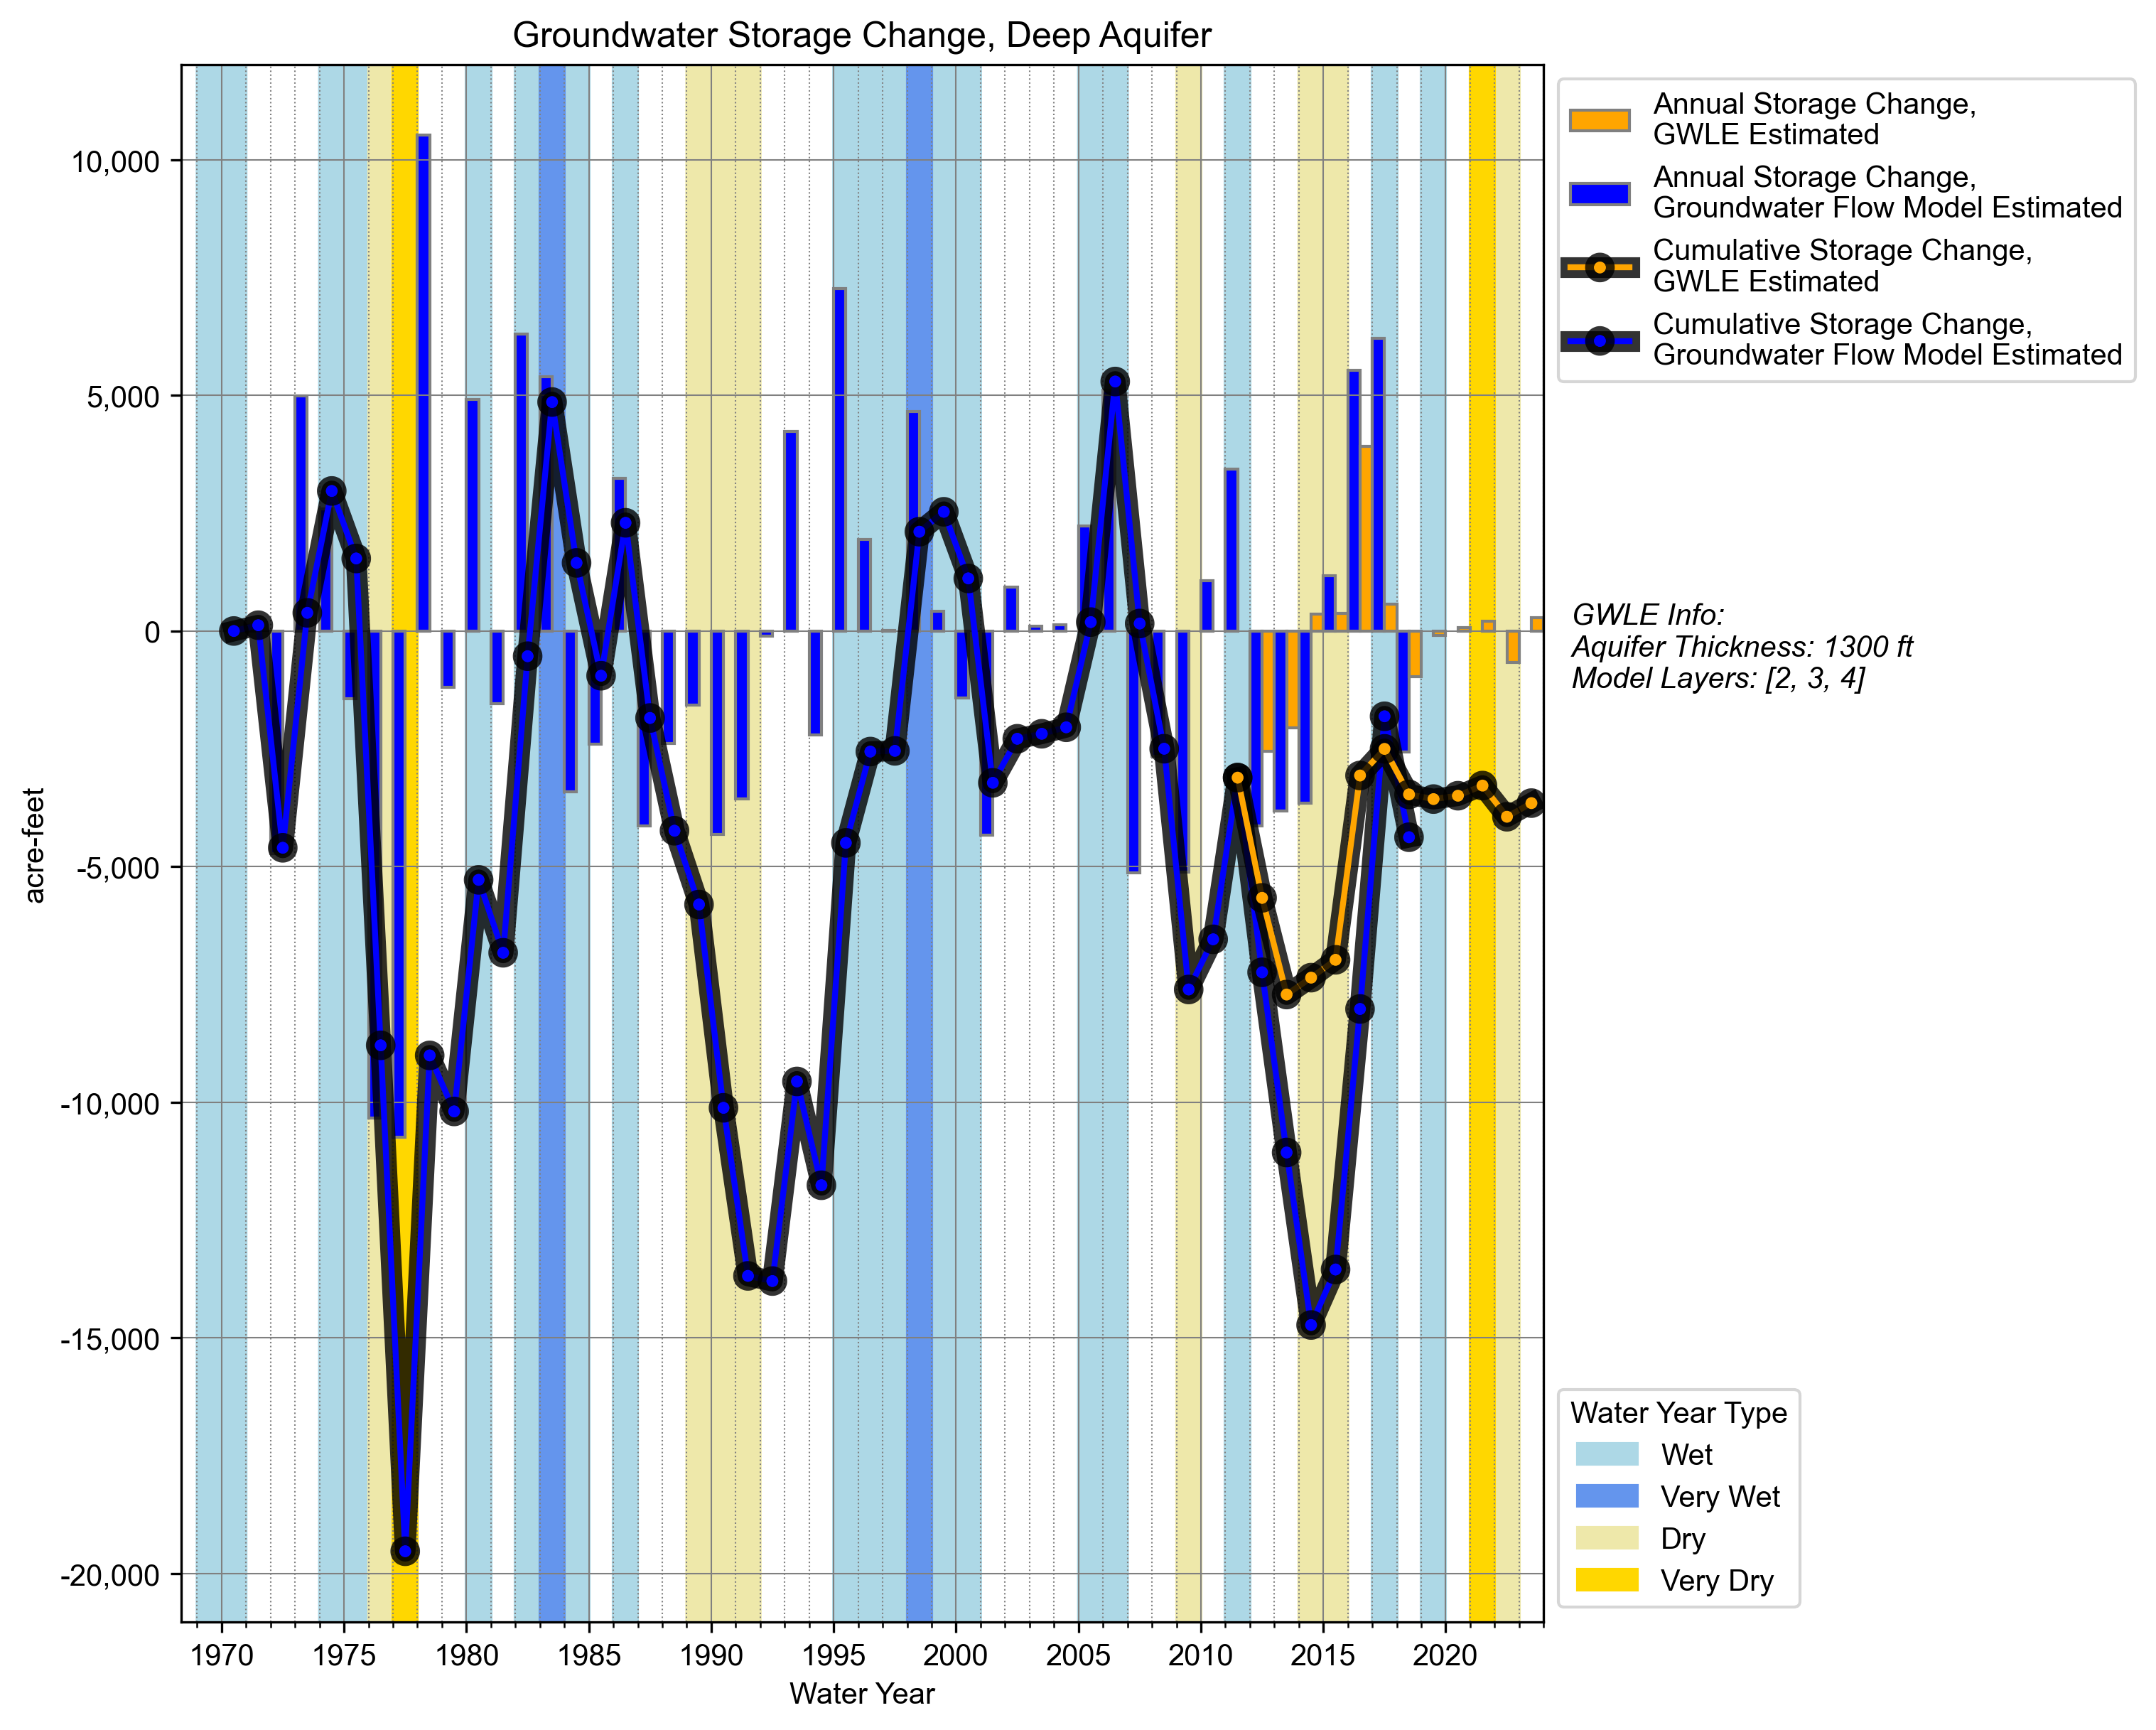 Groundwater Storage Change, Deep Aquifer
10,000
5,000
0
-5,000
-10,000
-15,000
-20,000
acre-feet
1970 1975 1980 1985 1990 1995 2000 2005 2010 2015 2020
Water Year
Annual Storage Change,
GWLE Estimated
Annual Storage Change,
Groundwater Flow Model Estimated
Cumulative Storage Change,
GWLE Estimated
Cumulative Storage Change,
Groundwater Flow Model Estimated
GWLE Info:
Aquifer Thickness: 1300 ft
Model Layers: [2, 3, 4]
Water Year Type
Wet
Very Wet
Dry
Very Dry